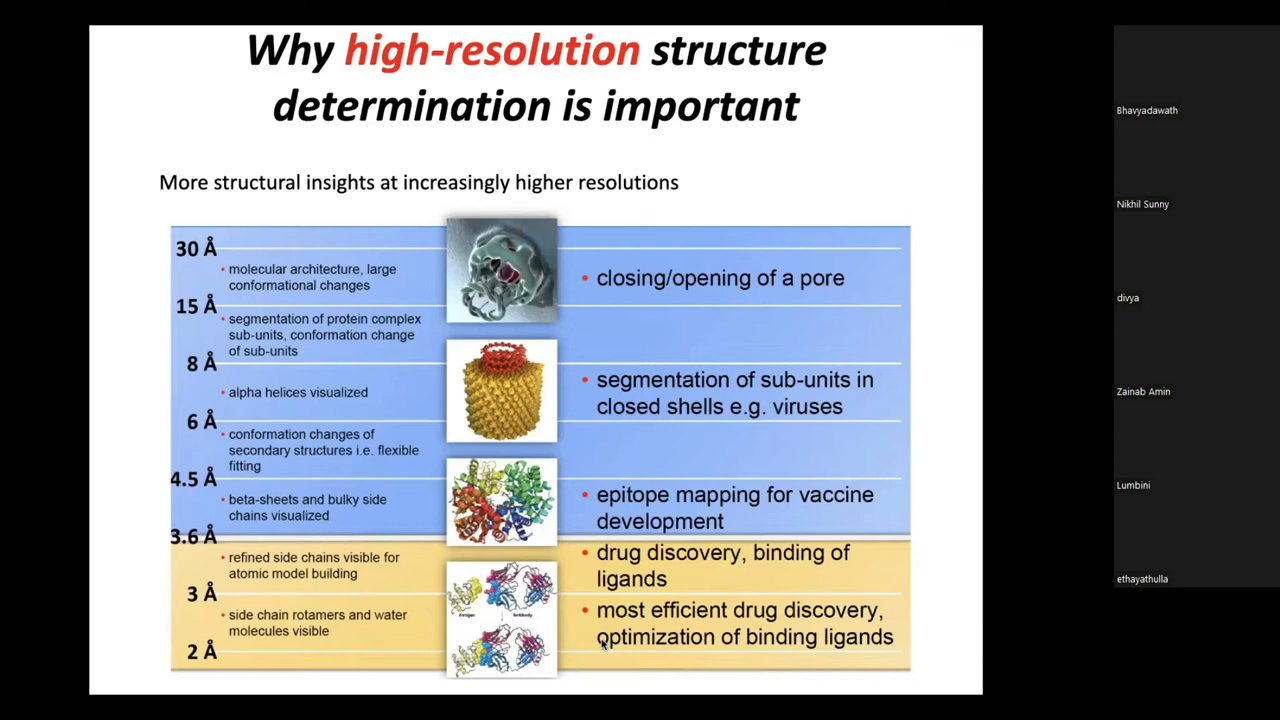 Why high-resolution structure
determination is important
More structural insights at increasingly higher resolutions
30 Å
• molecular architecture, large
conformational changes
• closing/opening of a pore
15 Å
• segmentation of protein complex
sub-units, conformation change
of sub-units
8 Å
• alpha helices visualized
• segmentation of sub-units in
closed shells e.g. viruses
6 Å
• conformation changes of
secondary structures i.e. flexible
fitting
4.5 Å
• beta-sheets and bulky side
chains visualized
• epitope mapping for vaccine
development
3.6 Å
• refined side chains visible for
atomic model building
• drug discovery, binding of
ligands
3 Å
• side chain rotamers and water
molecules visible
• most efficient drug discovery,
optimization of binding ligands
2 Å
Antigen
Antibody
Bhavyadawath
Nikhil Sunny
divya
Zainab Amin
Lumbini
ethayathulla